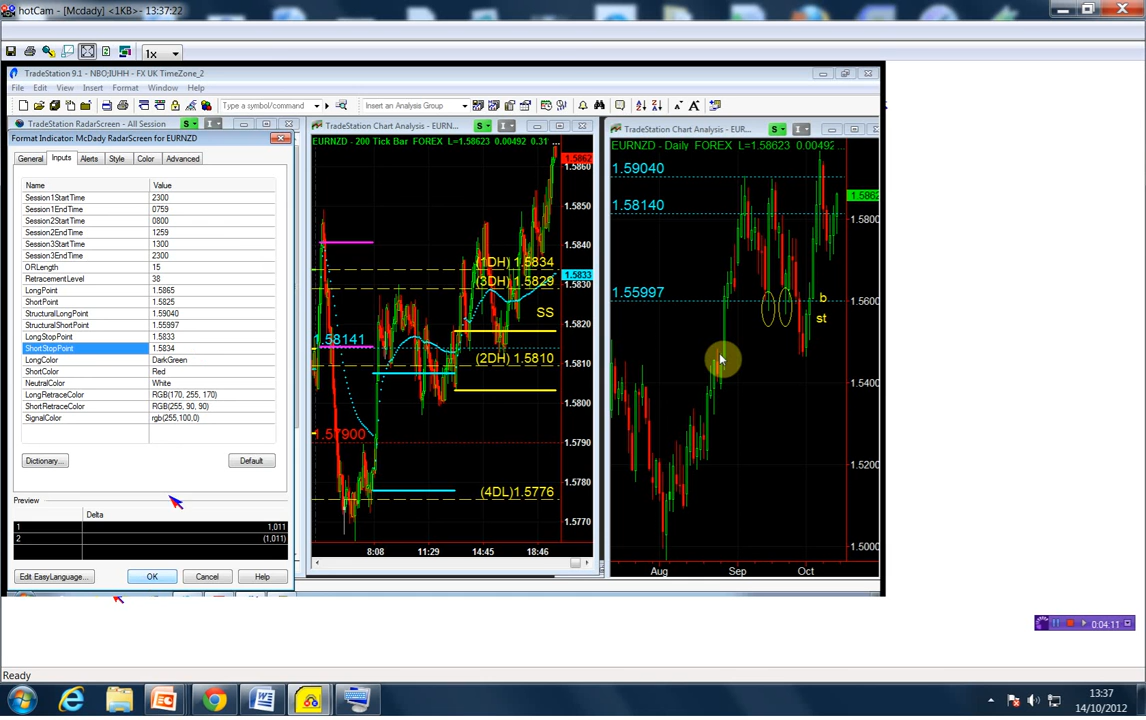 hotCam - [Mcdady] <1KB> - 13:37:22
1x
TradeStation 9.1 - NBO;IUHH - FX UK TimeZone_2
File Edit View Insert Format Window Help
Type a symbol/command
Insert an Analysis Group
TradeStation RadarScreen - All Session
S I
Format Indicator: McDady RadarScreen for EURNZD
General Inputs Alerts Style Color Advanced
Name Value
Session1StartTime 2300
Session1EndTime 0759
Session2StartTime 0800
Session2EndTime 1259
Session3StartTime 1300
Session3EndTime 2300
ORLength 15
RetracementLevel 38
LongPoint 1.5865
ShortPoint 1.5825
StructuralLongPoint 1.59040
StructuralShortPoint 1.55997
LongStopPoint 1.5833
ShortStopPoint 1.5834
LongColor DarkGreen
ShortColor Red
NeutralColor White
LongRetraceColor RGB(170, 255, 170)
ShortRetraceColor RGB(255, 90, 90)
SignalColor rgb(255,100,0)
Dictionary... Default
Preview
Delta
1 1,011
2 (1,011)
Edit EasyLanguage... OK Cancel Help
TradeStation Chart Analysis - EURN...
S I
EURNZD - 200 Tick Bar FOREX L=1.58623 0.00492 0.31 ...
1.5862
1.5860
1.5850
1.5840
(1DH) 1.5834
1.5833
(3DH) 1.5829
1.5830
SS
1.5820
1.58141
(2DH) 1.5810
1.5810
1.5800
1.57900
1.5790
1.5780
(4DL)1.5776
1.5770
8:08 11:29 14:45 18:46
TradeStation Chart Analysis - EUR...
S I
EURNZD - Daily FOREX L=1.58623 0.00492...
1.59040
1.5862
1.58140
1.5800
1.55997
b
1.5600
st
1.5400
1.5200
1.5000
Aug Sep Oct
0:04:11
Ready
13:37
14/10/2012